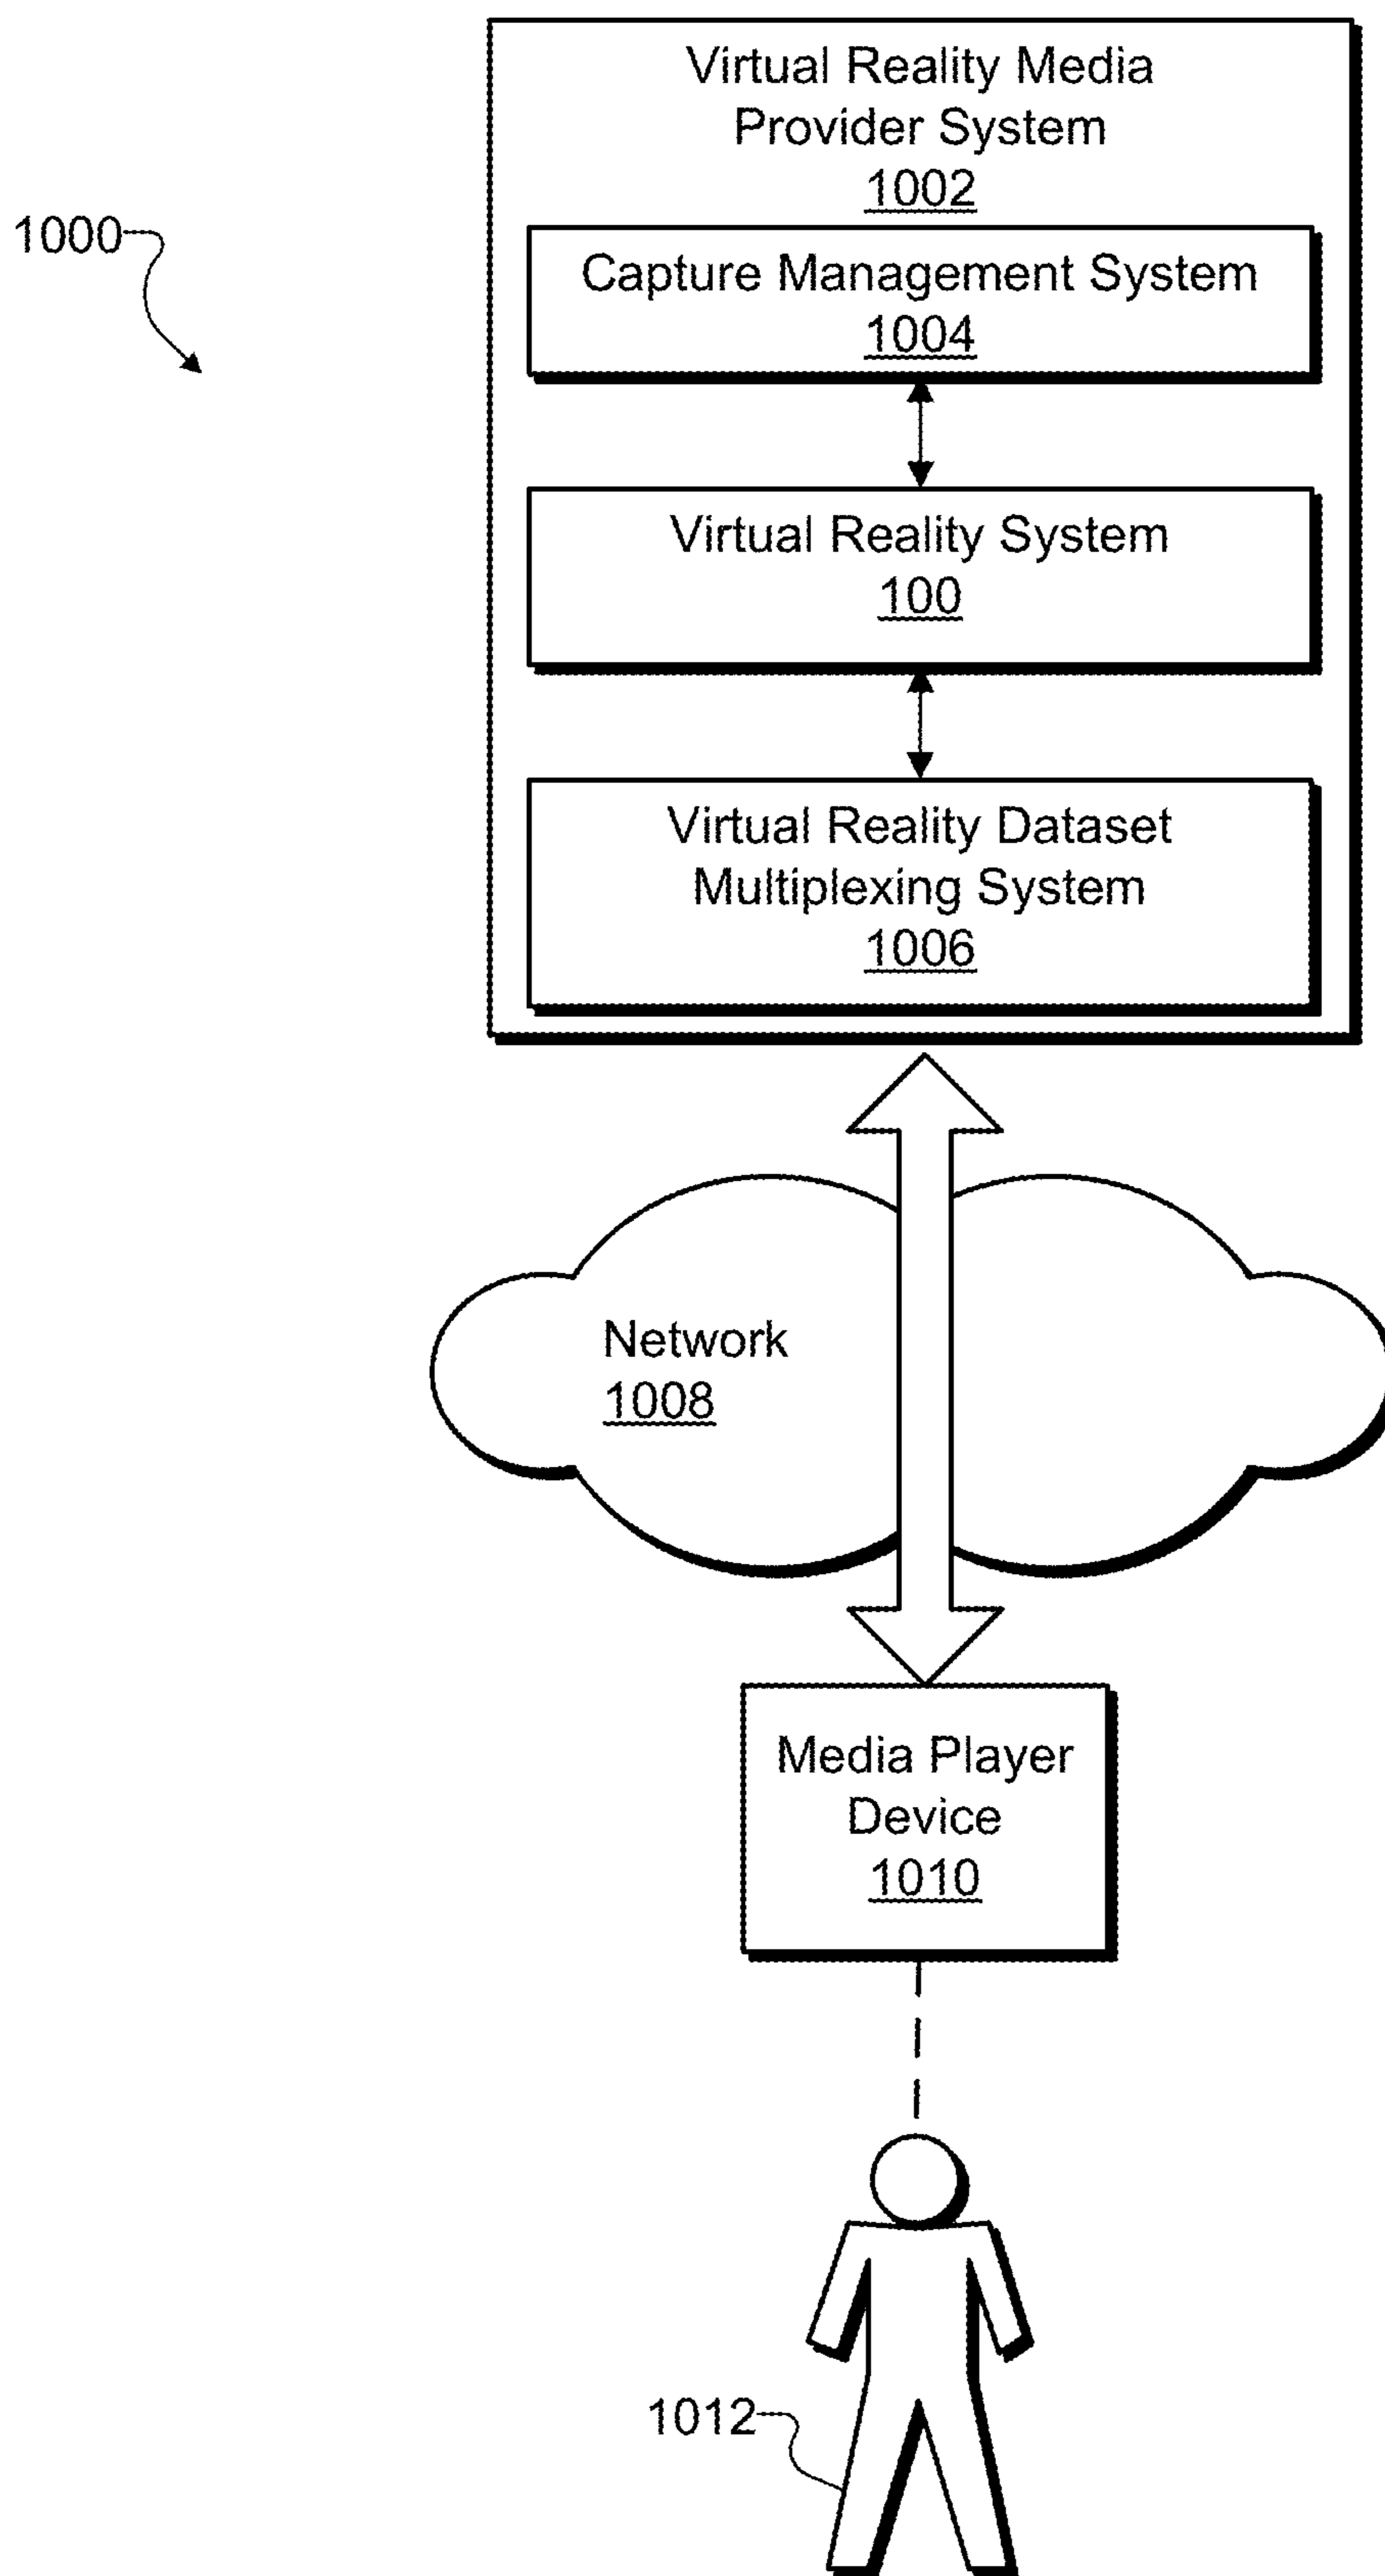 Virtual Reality Media
Provider System
1002
1000
Capture Management System
1004
Virtual Reality System
100
Virtual Reality Dataset
Multiplexing System
1006
Network
1008
Media Player
Device
1010
1012